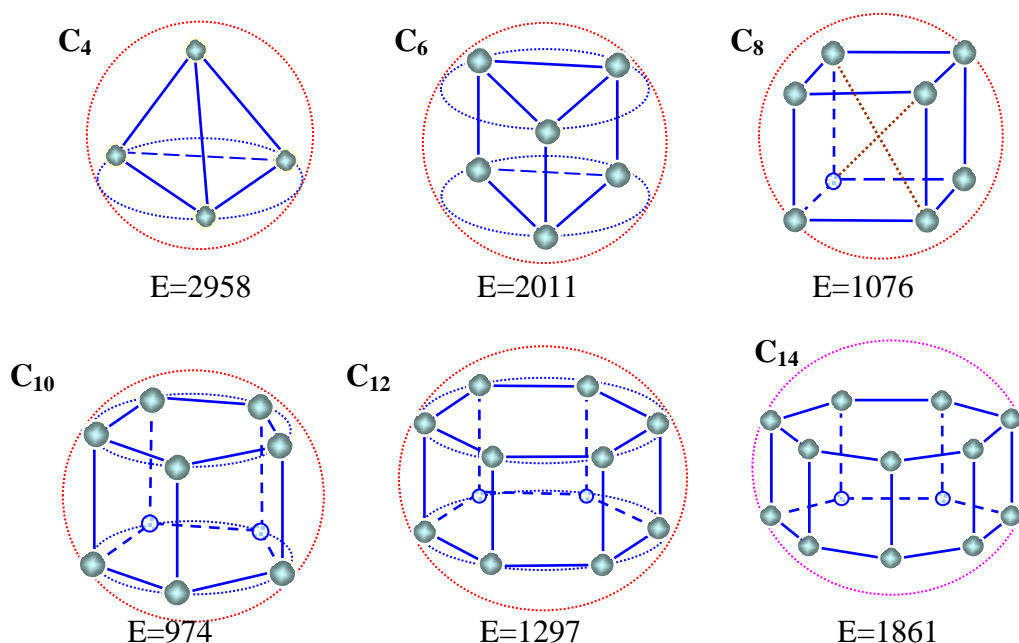 C₄
C₆
C₈
E=2958
E=2011
E=1076
C₁₀
C₁₂
C₁₄
E=974
E=1297
E=1861